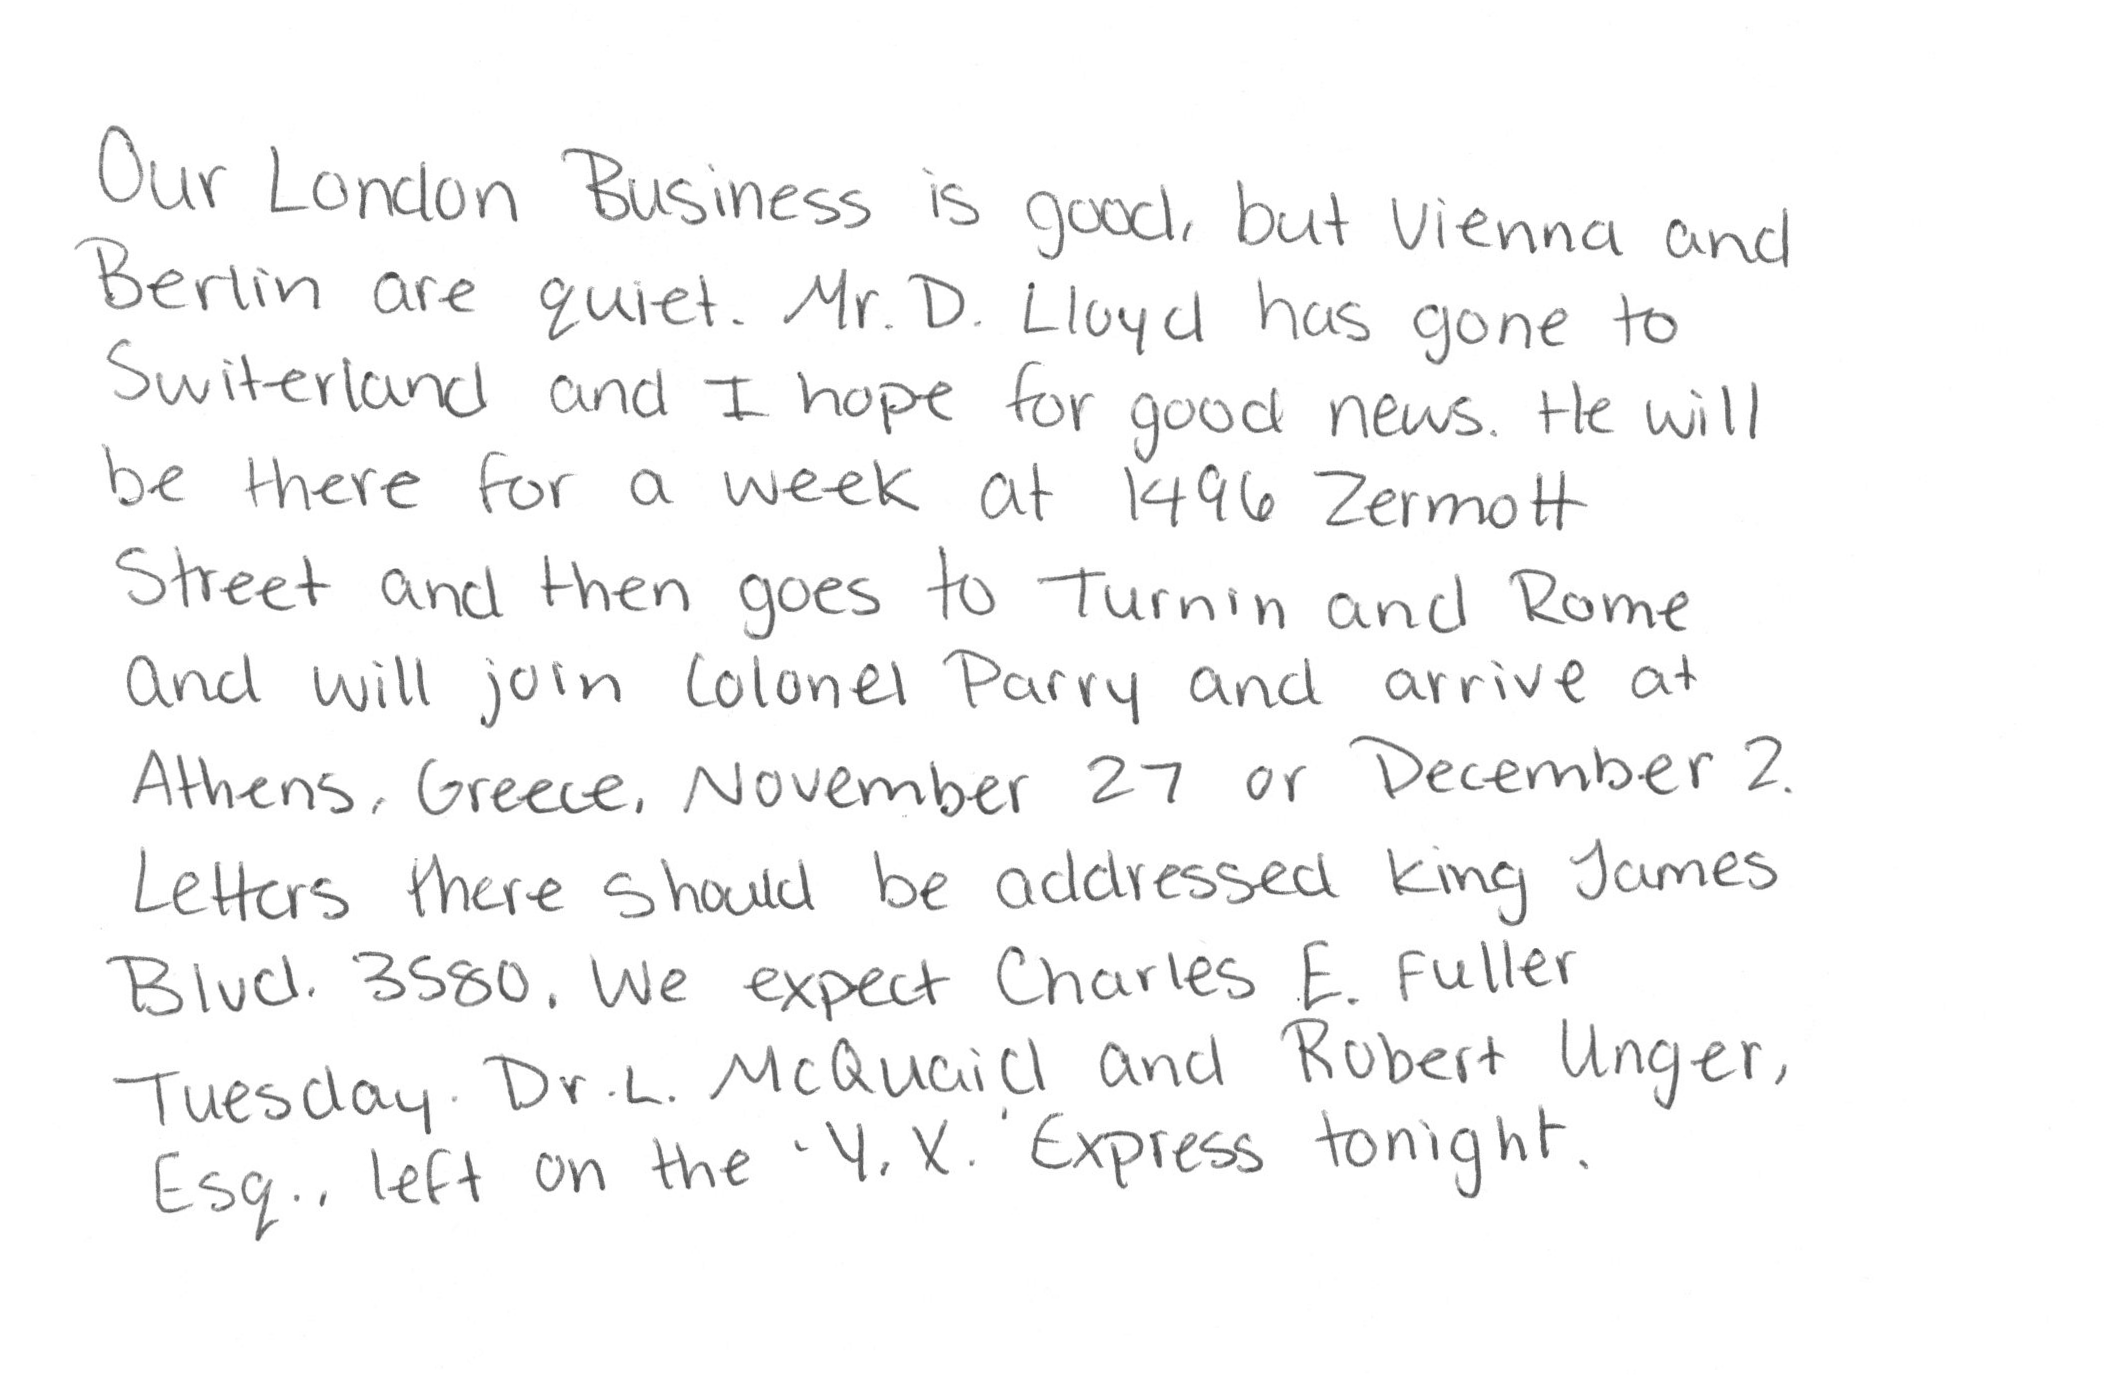 Our London Business is good, but Vienna and
Berlin are quiet. Mr. D. Lloyd has gone to
Switerland and I hope for good news. He will
be there for a week at 1496 Zermott
Street and then goes to Turnin and Rome
and will join Colonel Parry and arrive at
Athens, Greece, November 27 or December 2.
Letters there should be addressed King James
Blvd. 3580. We expect Charles E. Fuller
Tuesday. Dr. L. McQuaid and Robert Unger,
Esq., left on the 'Y. X.' Express tonight.